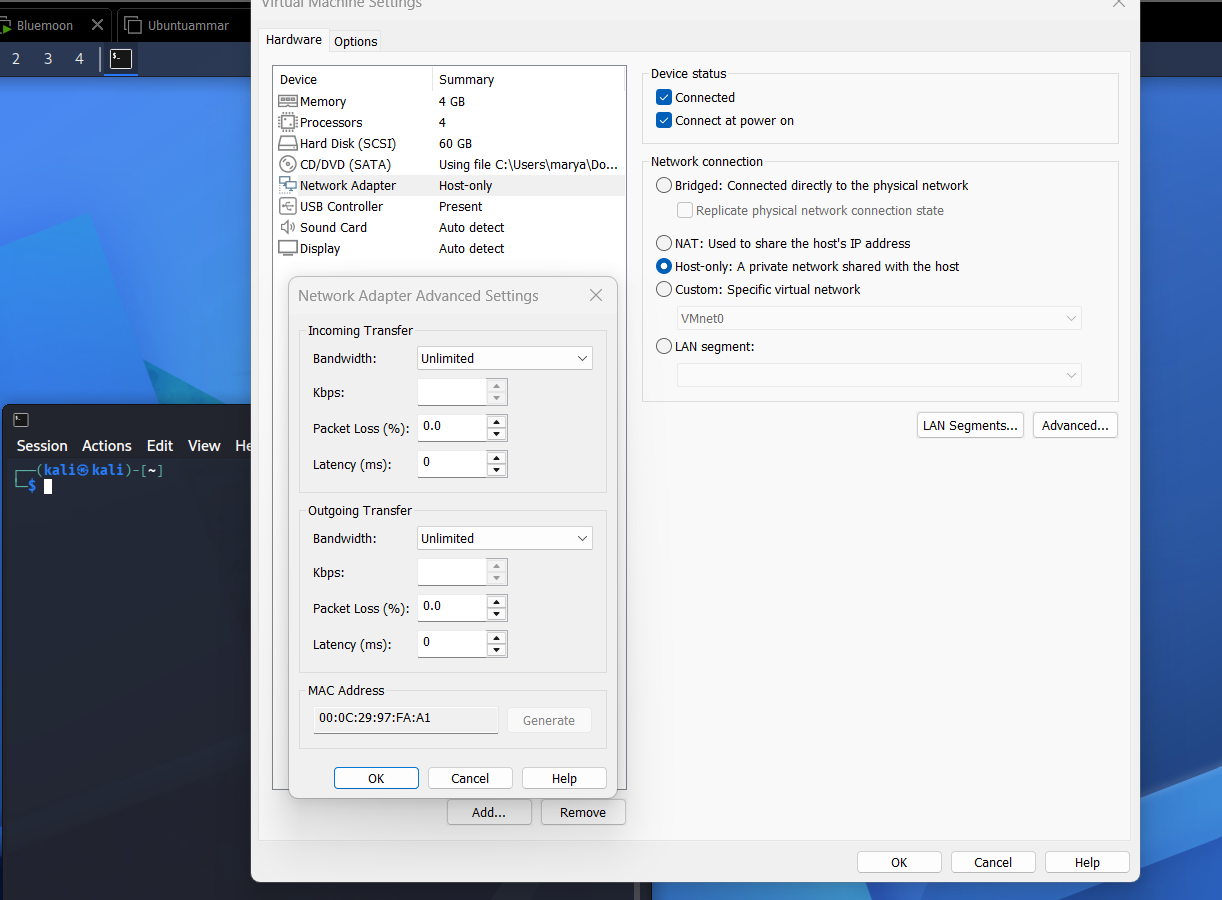 Virtual Machine Settings
Bluemoon
Ubuntuammar
2 3 4
Hardware Options
Device Summary
Memory 4 GB
Processors 4
Hard Disk (SCSI) 60 GB
CD/DVD (SATA) Using file C:\Users\marya\Do...
Network Adapter Host-only
USB Controller Present
Sound Card Auto detect
Display Auto detect
Device status
Connected
Connect at power on
Network connection
Bridged: Connected directly to the physical network
Replicate physical network connection state
NAT: Used to share the host's IP address
Host-only: A private network shared with the host
Custom: Specific virtual network
VMnet0
LAN segment:
LAN Segments... Advanced...
Network Adapter Advanced Settings
Incoming Transfer
Bandwidth: Unlimited
Kbps:
Packet Loss (%): 0.0
Latency (ms): 0
Outgoing Transfer
Bandwidth: Unlimited
Kbps:
Packet Loss (%): 0.0
Latency (ms): 0
MAC Address
00:0C:29:97:FA:A1 Generate
OK Cancel Help
Add... Remove
OK Cancel Help
Session Actions Edit View He
┌──(kali㉿kali)-[~]
└─$